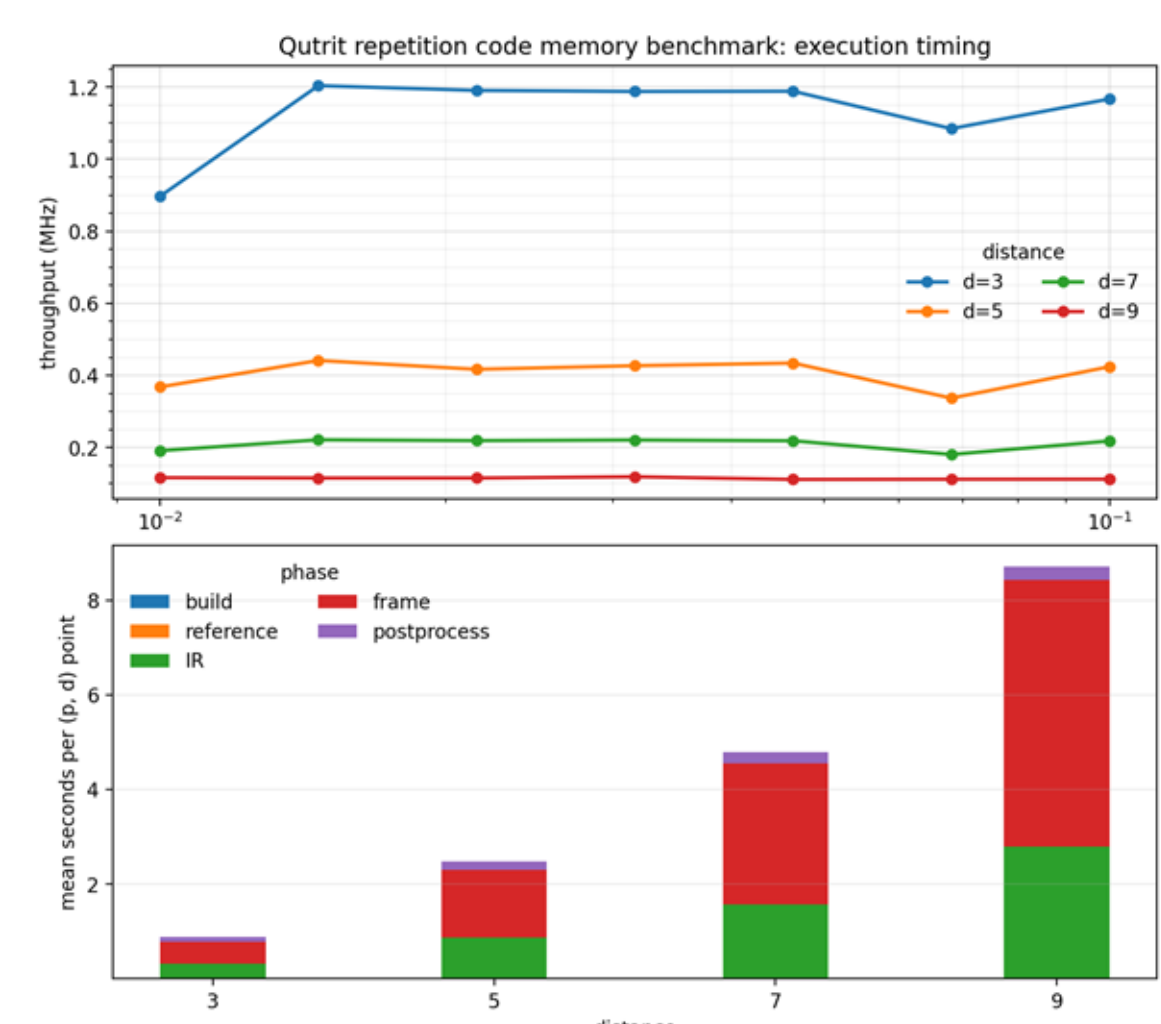 Qutrit repetition code memory benchmark: execution timing
throughput (MHz)
1.2
1.0
0.8
0.6
0.4
0.2
distance
d=3 d=7
d=5 d=9
10⁻² 10⁻¹
mean seconds per (p, d) point
8
6
4
2
phase
build frame
reference postprocess
IR
3 5 7 9
distance